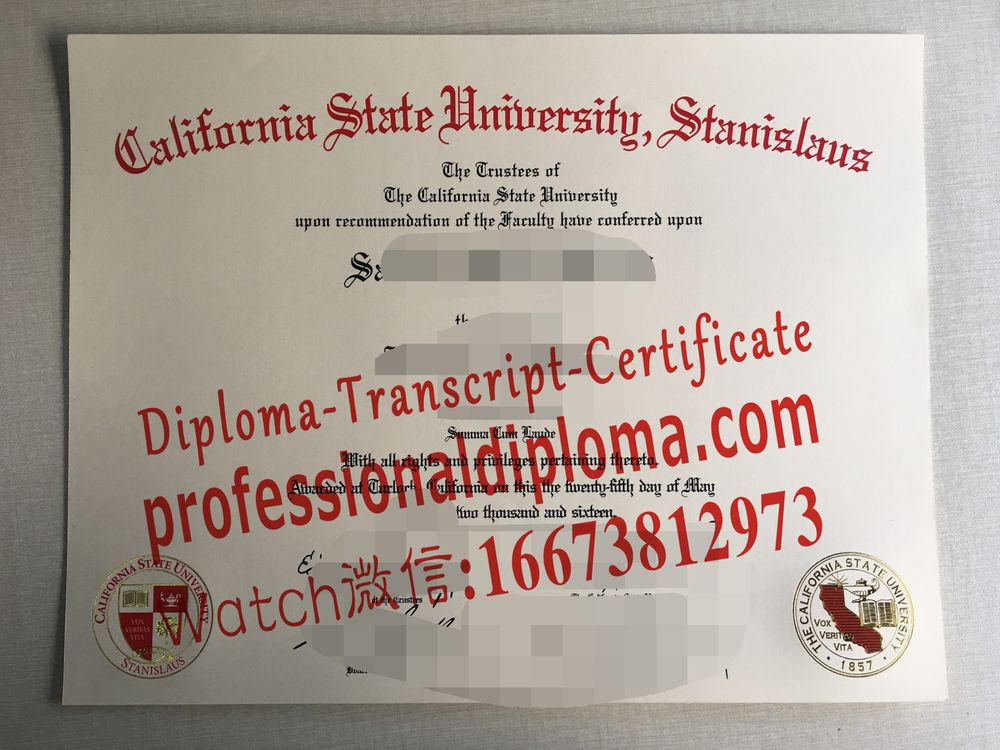 California State University, Stanislaus
The Trustees of
The California State University
upon recommendation of the Faculty have conferred upon
Diploma-Transcript-Certificate
Summa Cum Laude
professionaldiploma.com
With all rights and privileges pertaining thereto.
Awarded at Turlock, California on this the twenty-fifth day of May
two thousand and sixteen.
Watch微信:16673812973
CALIFORNIA STATE UNIVERSITY
VOX
VERITAS
VITA
STANISLAUS
THE CALIFORNIA STATE UNIVERSITY
VOX
VERITAS
VITA
1857